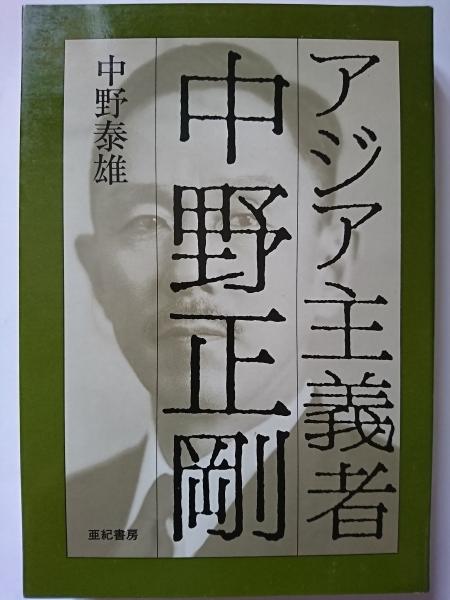 アジア主義者
中野正剛
中野泰雄
亜紀書房